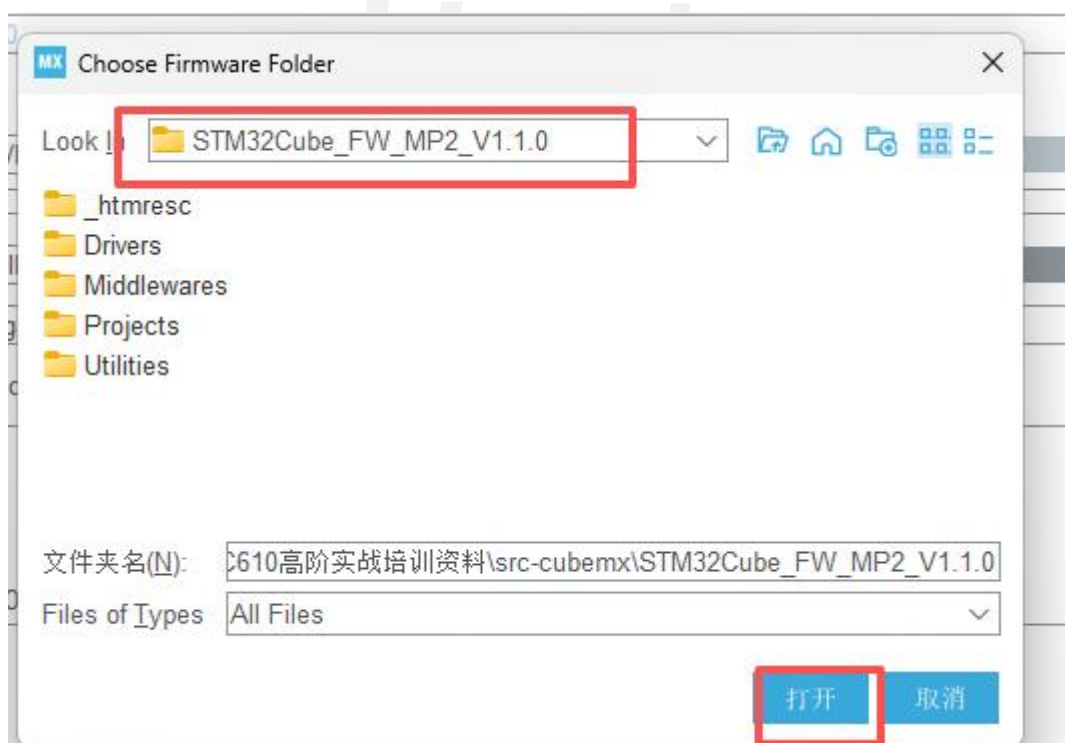 MX Choose Firmware Folder
Look In STM32Cube_FW_MP2_V1.1.0
_htmresc
Drivers
Middlewares
Projects
Utilities
文件夹名(N): 610高阶实战培训资料\src-cubemx\STM32Cube_FW_MP2_V1.1.0
Files of Types All Files
打开 取消